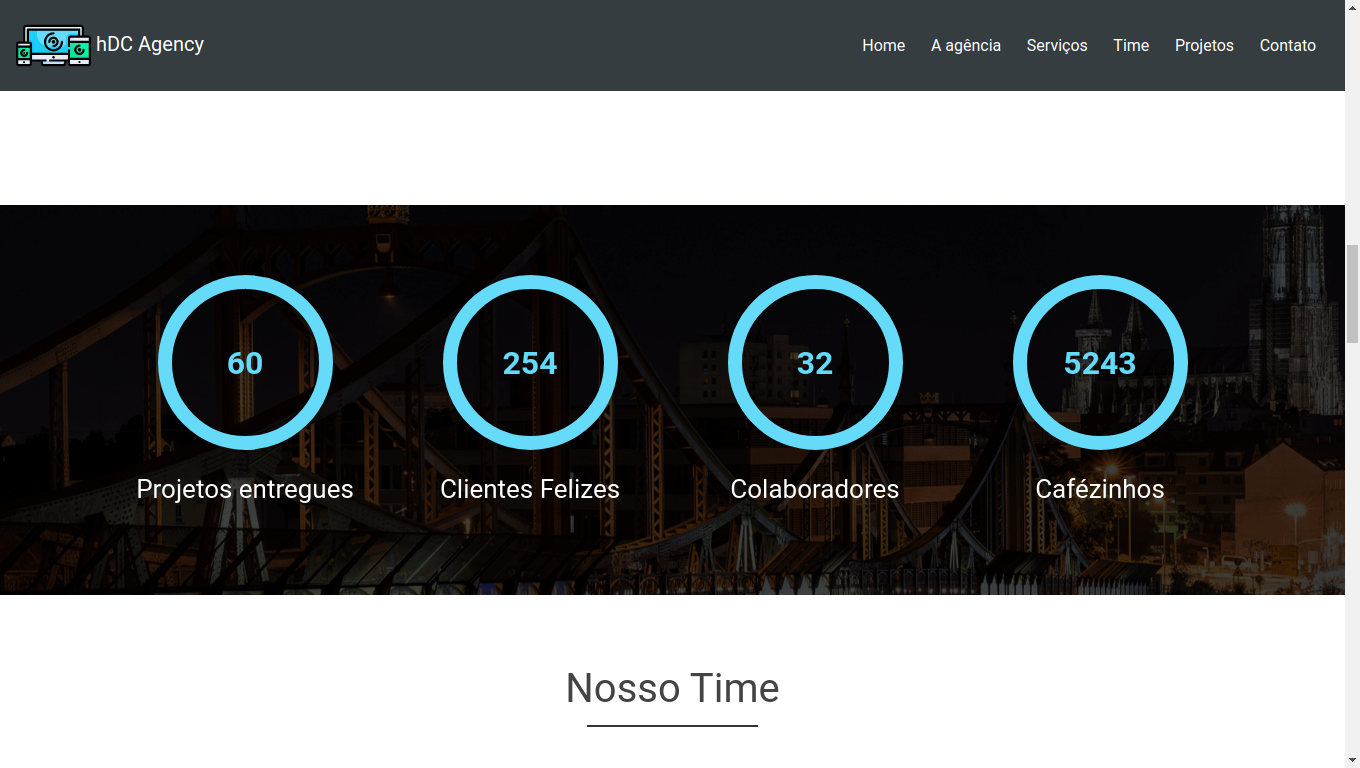 hDC Agency
Home A agência Serviços Time Projetos Contato
60 254 32 5243
Projetos entregues Clientes Felizes Colaboradores Cafézinhos
Nosso Time